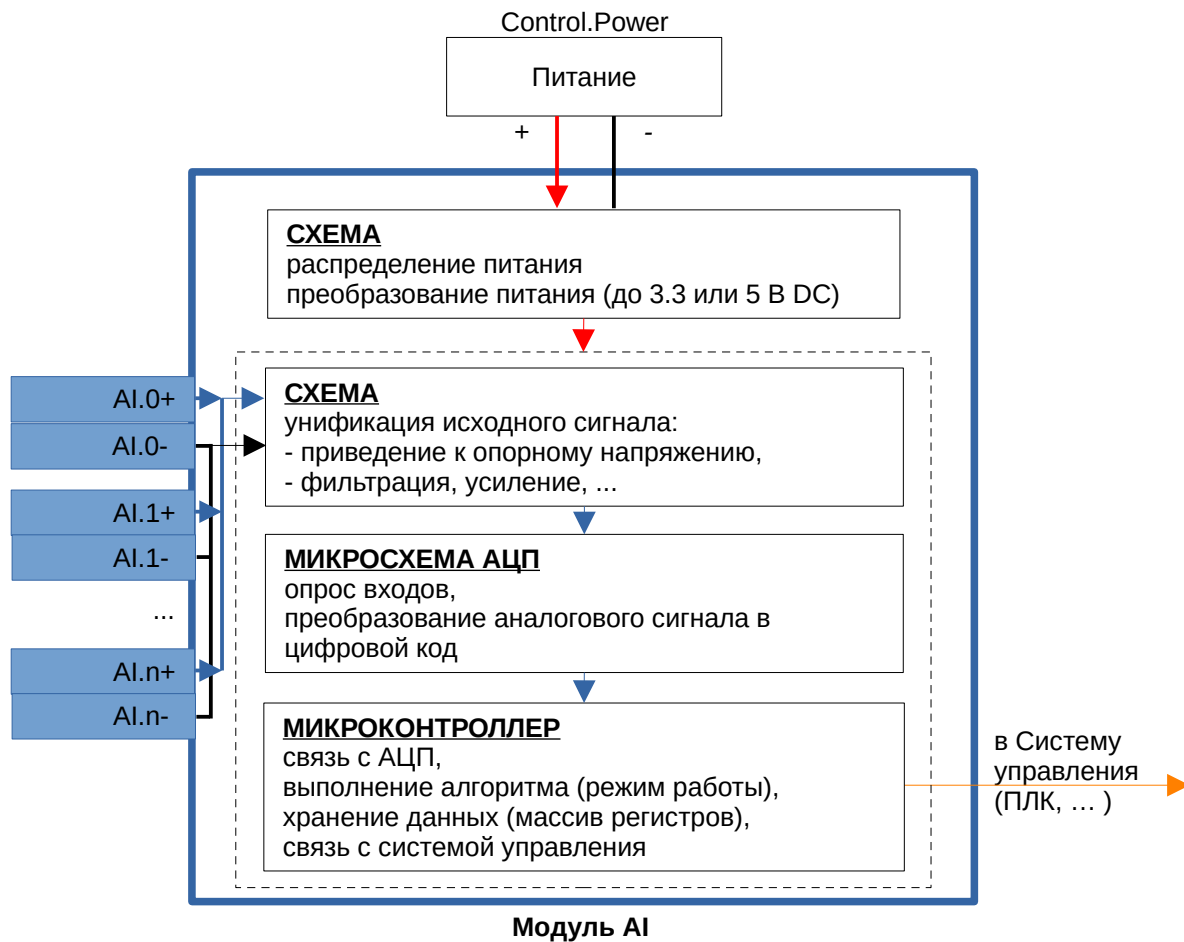 Control.Power
Питание
+
-
СХЕМА
распределение питания
преобразование питания (до 3.3 или 5 В DC)
AI.0+
AI.0-
AI.1+
AI.1-
...
AI.n+
AI.n-
СХЕМА
унификация исходного сигнала:
- приведение к опорному напряжению,
- фильтрация, усиление, ...
МИКРОСХЕМА АЦП
опрос входов,
преобразование аналогового сигнала в
цифровой код
МИКРОКОНТРОЛЛЕР
связь с АЦП,
выполнение алгоритма (режим работы),
хранение данных (массив регистров),
связь с системой управления
в Систему
управления
(ПЛК, … )
Модуль AI